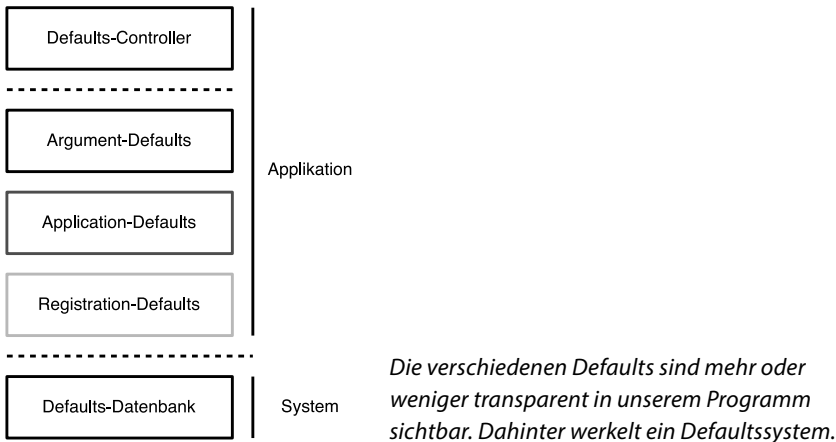 Defaults-Controller
Argument-Defaults
Applikation
Application-Defaults
Registration-Defaults
Defaults-Datenbank
System
Die verschiedenen Defaults sind mehr oder
weniger transparent in unserem Programm
sichtbar. Dahinter werkelt ein Defaultssystem.